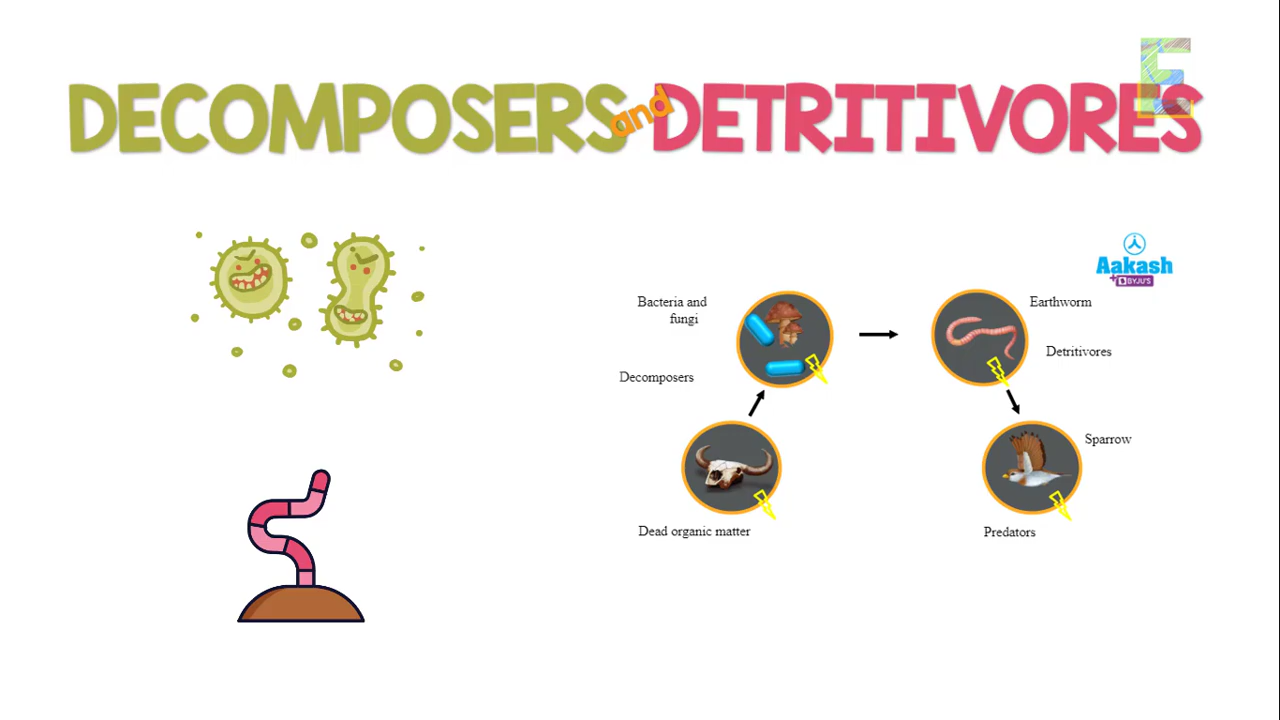 DECOMPOSERS and DETRITIVORES
E
Aakash
BYJU'S
Bacteria and
fungi
Decomposers
Earthworm
Detritivores
Sparrow
Dead organic matter
Predators